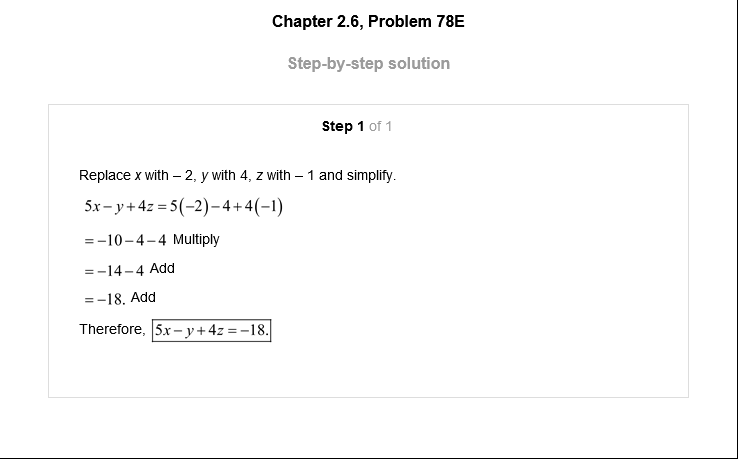 Chapter 2.6, Problem 78E
Step-by-step solution
Step 1 of 1
Replace x with – 2, y with 4, z with – 1 and simplify.
5x – y + 4z = 5(–2) – 4 + 4(–1)
= –10 – 4 – 4 Multiply
= –14 – 4 Add
= –18. Add
Therefore, 5x – y + 4z = –18.